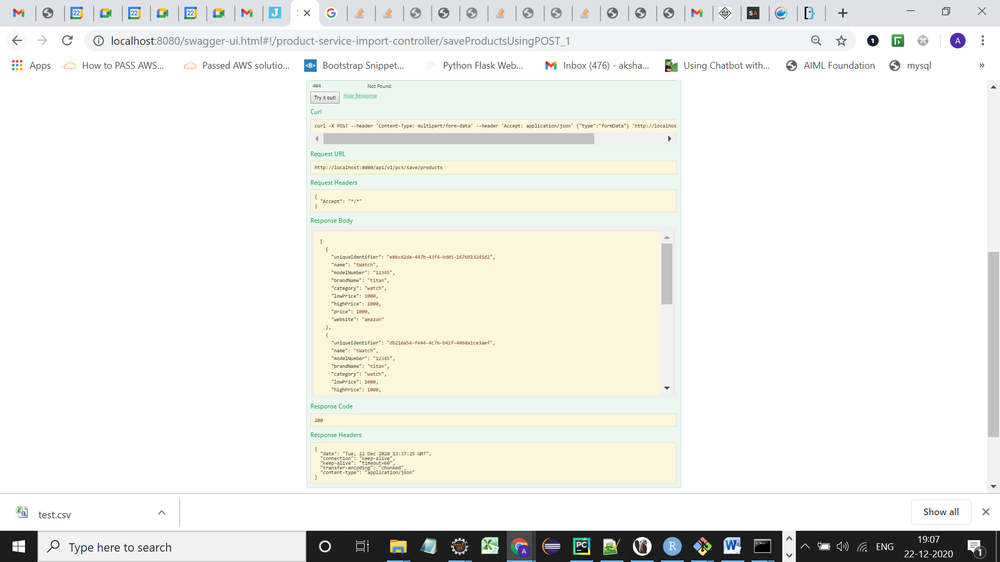 22
22
22
J
SA
localhost:8080/swagger-ui.html#!/product-service-import-controller/saveProductsUsingPOST_1
A
Apps
How to PASS AWS...
Passed AWS solutio...
Bootstrap Snippet...
Python Flask Web...
Inbox (476) - aksha...
Using Chatbot with...
AIML Foundation
mysql
»
404 Not Found
Try it out! Hide Response
Curl
curl -X POST --header 'Content-Type: multipart/form-data' --header 'Accept: application/json' {"type":"formData"} 'http://localhos
Request URL
http://localhost:8080/api/v1/pcs/save/products
Request Headers
{
"Accept": "*/*"
}
Response Body
[
{
"uniqueIdentifier": "e86cd2da-447b-43f4-bd05-1676913245d2",
"name": "tWatch",
"modelNumber": "12345",
"brandName": "titan",
"category": "watch",
"lowPrice": 1000,
"highPrice": 1000,
"price": 1000,
"website": "amazon"
},
{
"uniqueIdentifier": "db216a54-fe44-4c76-b41f-4068a1ce3aef",
"name": "tWatch",
"modelNumber": "12345",
"brandName": "titan",
"category": "watch",
"lowPrice": 1000,
"highPrice": 1000,
Response Code
200
Response Headers
{
"date": "Tue, 22 Dec 2020 13:37:25 GMT",
"connection": "keep-alive",
"keep-alive": "timeout=60",
"transfer-encoding": "chunked",
"content-type": "application/json"
}
test.csv
Show all
Type here to search
PC
R
W
ENG
19:07
22-12-2020
1